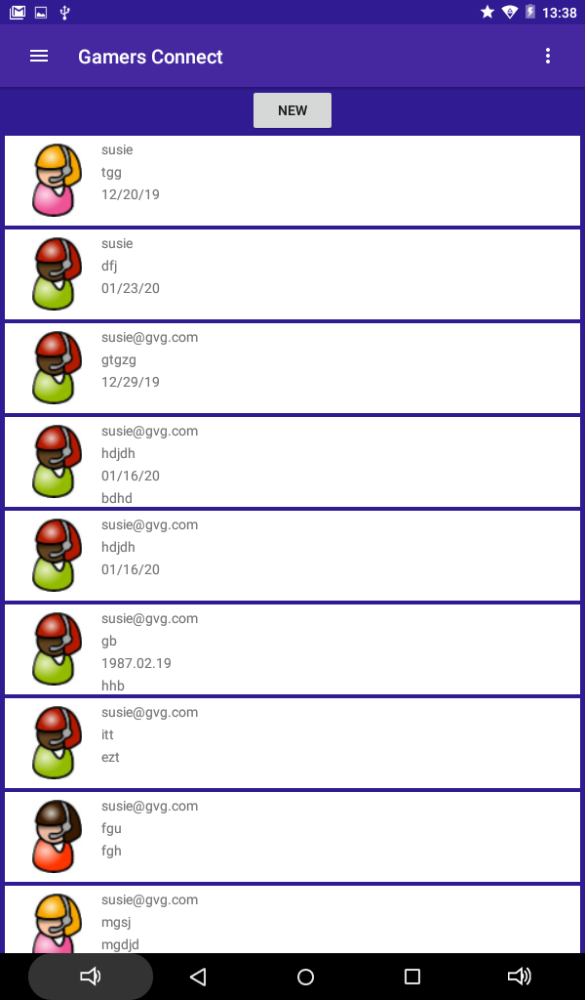 13:38
Gamers Connect
NEW
susie
tgg
12/20/19
susie
dfj
01/23/20
susie@gvg.com
gtgzg
12/29/19
susie@gvg.com
hdjdh
01/16/20
bdhd
susie@gvg.com
hdjdh
01/16/20
susie@gvg.com
gb
1987.02.19
hhb
susie@gvg.com
itt
ezt
susie@gvg.com
fgu
fgh
susie@gvg.com
mgsj
mgdjd